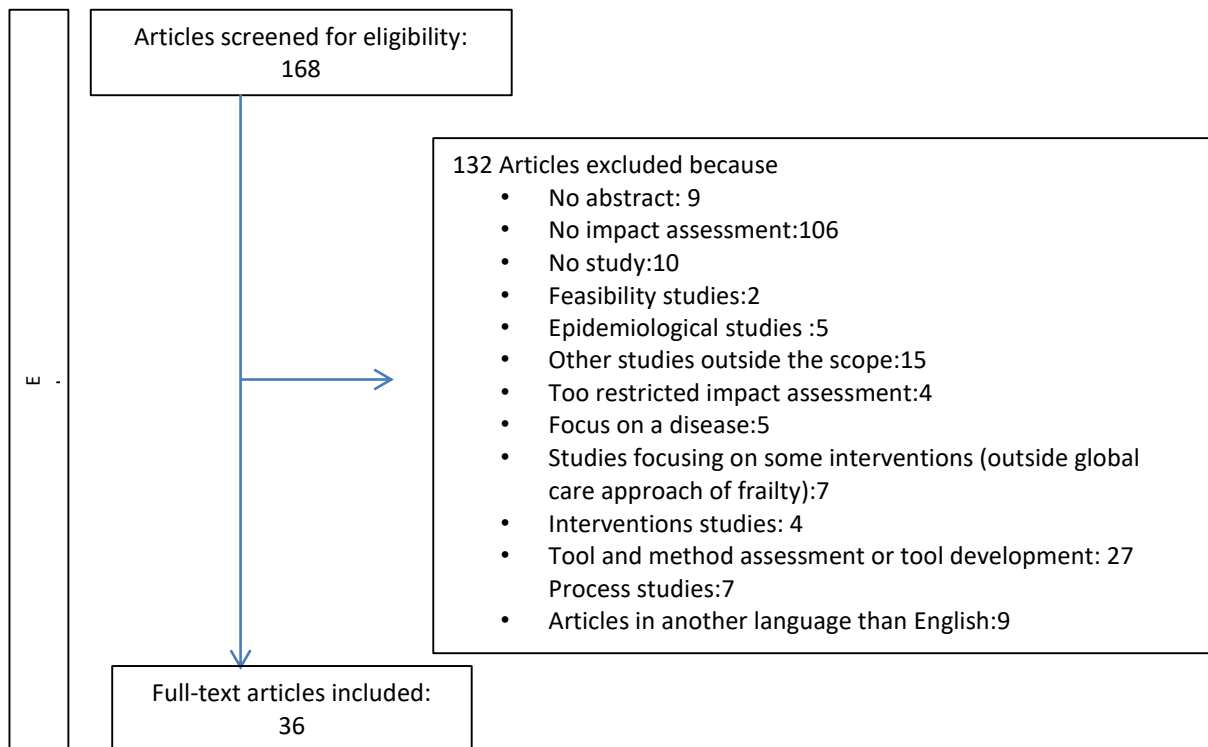 Articles screened for eligibility:
168
132 Articles excluded because
• No abstract: 9
• No impact assessment:106
• No study:10
• Feasibility studies:2
• Epidemiological studies :5
• Other studies outside the scope:15
• Too restricted impact assessment:4
• Focus on a disease:5
• Studies focusing on some interventions (outside global
care approach of frailty):7
• Interventions studies: 4
• Tool and method assessment or tool development: 27
Process studies:7
• Articles in another language than English:9
E
Full-text articles included:
36